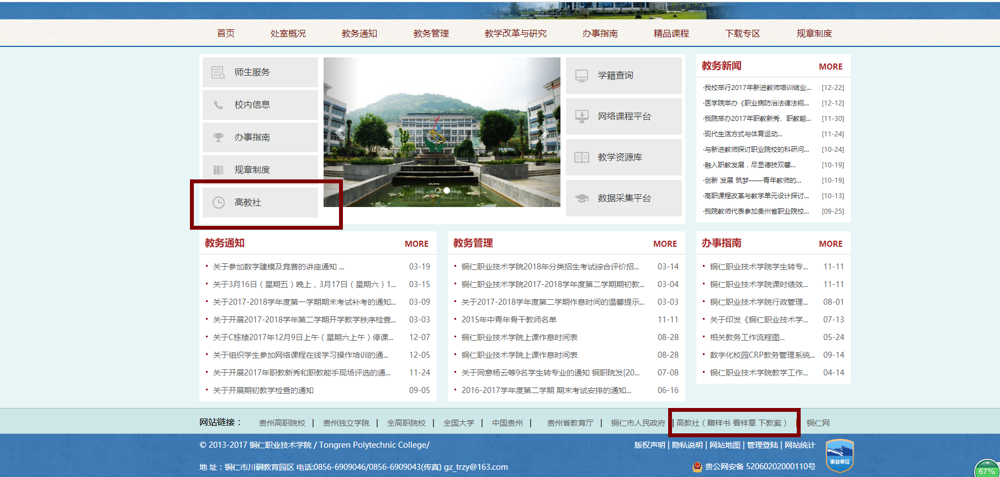 首页 处室概况 教务通知 教务管理 教学改革与研究 办事指南 精品课程 下载专区 规章制度
师生服务
校内信息
办事指南
规章制度
高教社
学籍查询
网络课程平台
教学资源库
数据采集平台
教务新闻 MORE
·我校举行2017年新进教师培训结业... [12-22]
·医学院举办《职业病防治法律法规... [12-12]
·我院举办2017年职教新秀、职教能... [11-30]
·现代生活方式与体育运动... [11-24]
·与新进教师探讨职业院校的科研问... [10-24]
·融入职教发展，尽显德技双馨... [10-19]
·创新 发展 筑梦——青年教师的... [10-19]
·高职课程改革与教学单元设计探讨... [10-13]
·我院教师代表参加贵州省职业院校... [09-25]
教务通知 MORE
关于参加数学建模及竞赛的讲座通知 ... 03-19
关于3月16日（星期五）晚上，3月17日（星期六）1... 03-15
关于2017-2018学年度第一学期期末考试补考的通知... 03-09
关于开展2017-2018学年第二学期开学教学秩序检查... 03-03
关于C栋楼2017年12月9日上午（星期六上午）停课... 12-07
关于组织学生参加网络课程在线学习操作培训的通... 12-05
关于开展2017年职教新秀和职教能手现场评选的通... 11-24
关于开展期初教学检查的通知 09-05
教务管理 MORE
铜仁职业技术学院2018年分类招生考试综合评价招... 03-14
铜仁职业技术学院2017-2018学年度第二学期期初教... 03-04
关于2017-2018学年度第二学期作息时间的温馨提示... 03-03
2015年中青年骨干教师名单 11-11
铜仁职业技术学院上课作息时间表 08-28
铜仁职业技术学院上课作息时间表 08-28
关于同意杨云等9名学生转专业的通知 铜职院发[20... 07-08
2016-2017学年度第二学期 期末考试安排的通知... 06-16
办事指南 MORE
铜仁职业技术学院学生转专... 11-11
铜仁职业技术学院课时绩效... 11-11
铜仁职业技术学院行政管理... 08-01
关于印发《铜仁职业技术学... 07-13
相关教务工作流程图... 05-24
数字化校园CRP教务管理系统... 09-14
铜仁职业技术学院教学工作... 04-14
网站链接： 贵州高职院校 | 贵州独立学院 | 全高职院校 | 全国大学 | 中国贵州 | 贵州省教育厅 | 铜仁市人民政府 | 高教社（赠样书 看样章 下教案） | 铜仁网
© 2013-2017 铜仁职业技术学院 / Tongren Polytechnic College/
版权声明 | 隐私说明 | 网站地图 | 管理登陆 | 网站统计
地 址：铜仁市川硐教育园区 电话:0856-6909046/0856-6909043(传真) gz_trzy@163.com
贵公网安备 52060202000110号
事业单位
67%